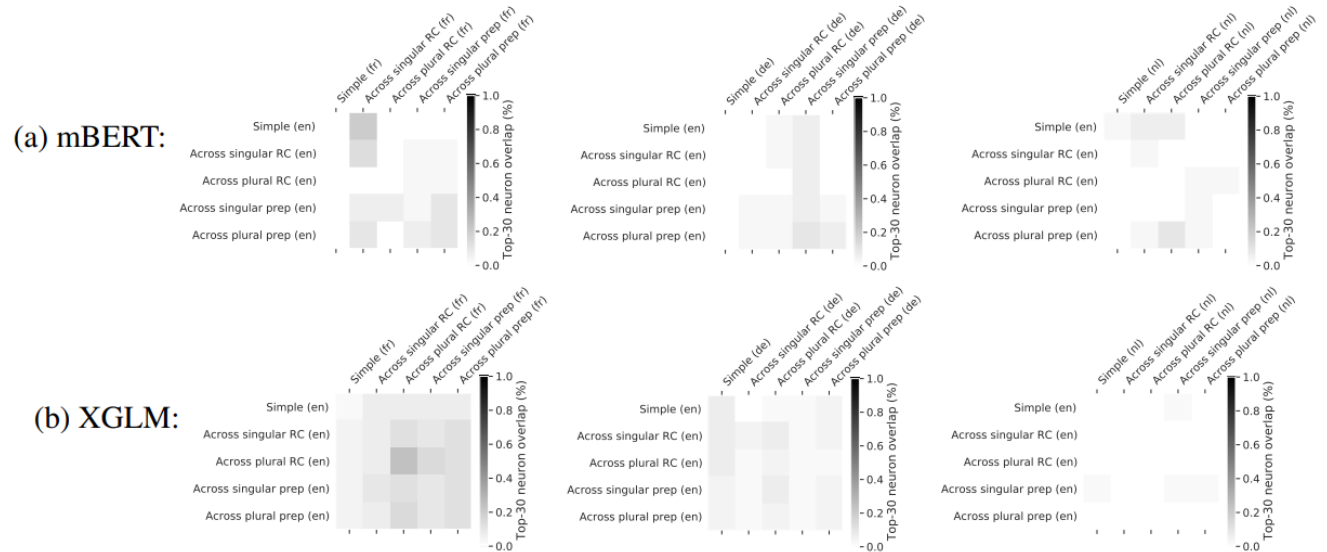 (a) mBERT:
Simple (fr)
Across singular RC (fr)
Across plural RC (fr)
Across singular prep (fr)
Across plural prep (fr)
Simple (en)
Across singular RC (en)
Across plural RC (en)
Across singular prep (en)
Across plural prep (en)
1.0
0.8
0.6
0.4
0.2
0.0
Top-30 neuron overlap (%)
Simple (de)
Across singular RC (de)
Across plural RC (de)
Across singular prep (de)
Across plural prep (de)
Simple (en)
Across singular RC (en)
Across plural RC (en)
Across singular prep (en)
Across plural prep (en)
1.0
0.8
0.6
0.4
0.2
0.0
Top-30 neuron overlap (%)
Simple (nl)
Across singular RC (nl)
Across plural RC (nl)
Across singular prep (nl)
Across plural prep (nl)
Simple (en)
Across singular RC (en)
Across plural RC (en)
Across singular prep (en)
Across plural prep (en)
1.0
0.8
0.6
0.4
0.2
0.0
Top-30 neuron overlap (%)
(b) XGLM:
Simple (fr)
Across singular RC (fr)
Across plural RC (fr)
Across singular prep (fr)
Across plural prep (fr)
Simple (en)
Across singular RC (en)
Across plural RC (en)
Across singular prep (en)
Across plural prep (en)
1.0
0.8
0.6
0.4
0.2
0.0
Top-30 neuron overlap (%)
Simple (de)
Across singular RC (de)
Across plural RC (de)
Across singular prep (de)
Across plural prep (de)
Simple (en)
Across singular RC (en)
Across plural RC (en)
Across singular prep (en)
Across plural prep (en)
1.0
0.8
0.6
0.4
0.2
0.0
Top-30 neuron overlap (%)
Simple (nl)
Across singular RC (nl)
Across plural RC (nl)
Across singular prep (nl)
Across plural prep (nl)
Simple (en)
Across singular RC (en)
Across plural RC (en)
Across singular prep (en)
Across plural prep (en)
1.0
0.8
0.6
0.4
0.2
0.0
Top-30 neuron overlap (%)